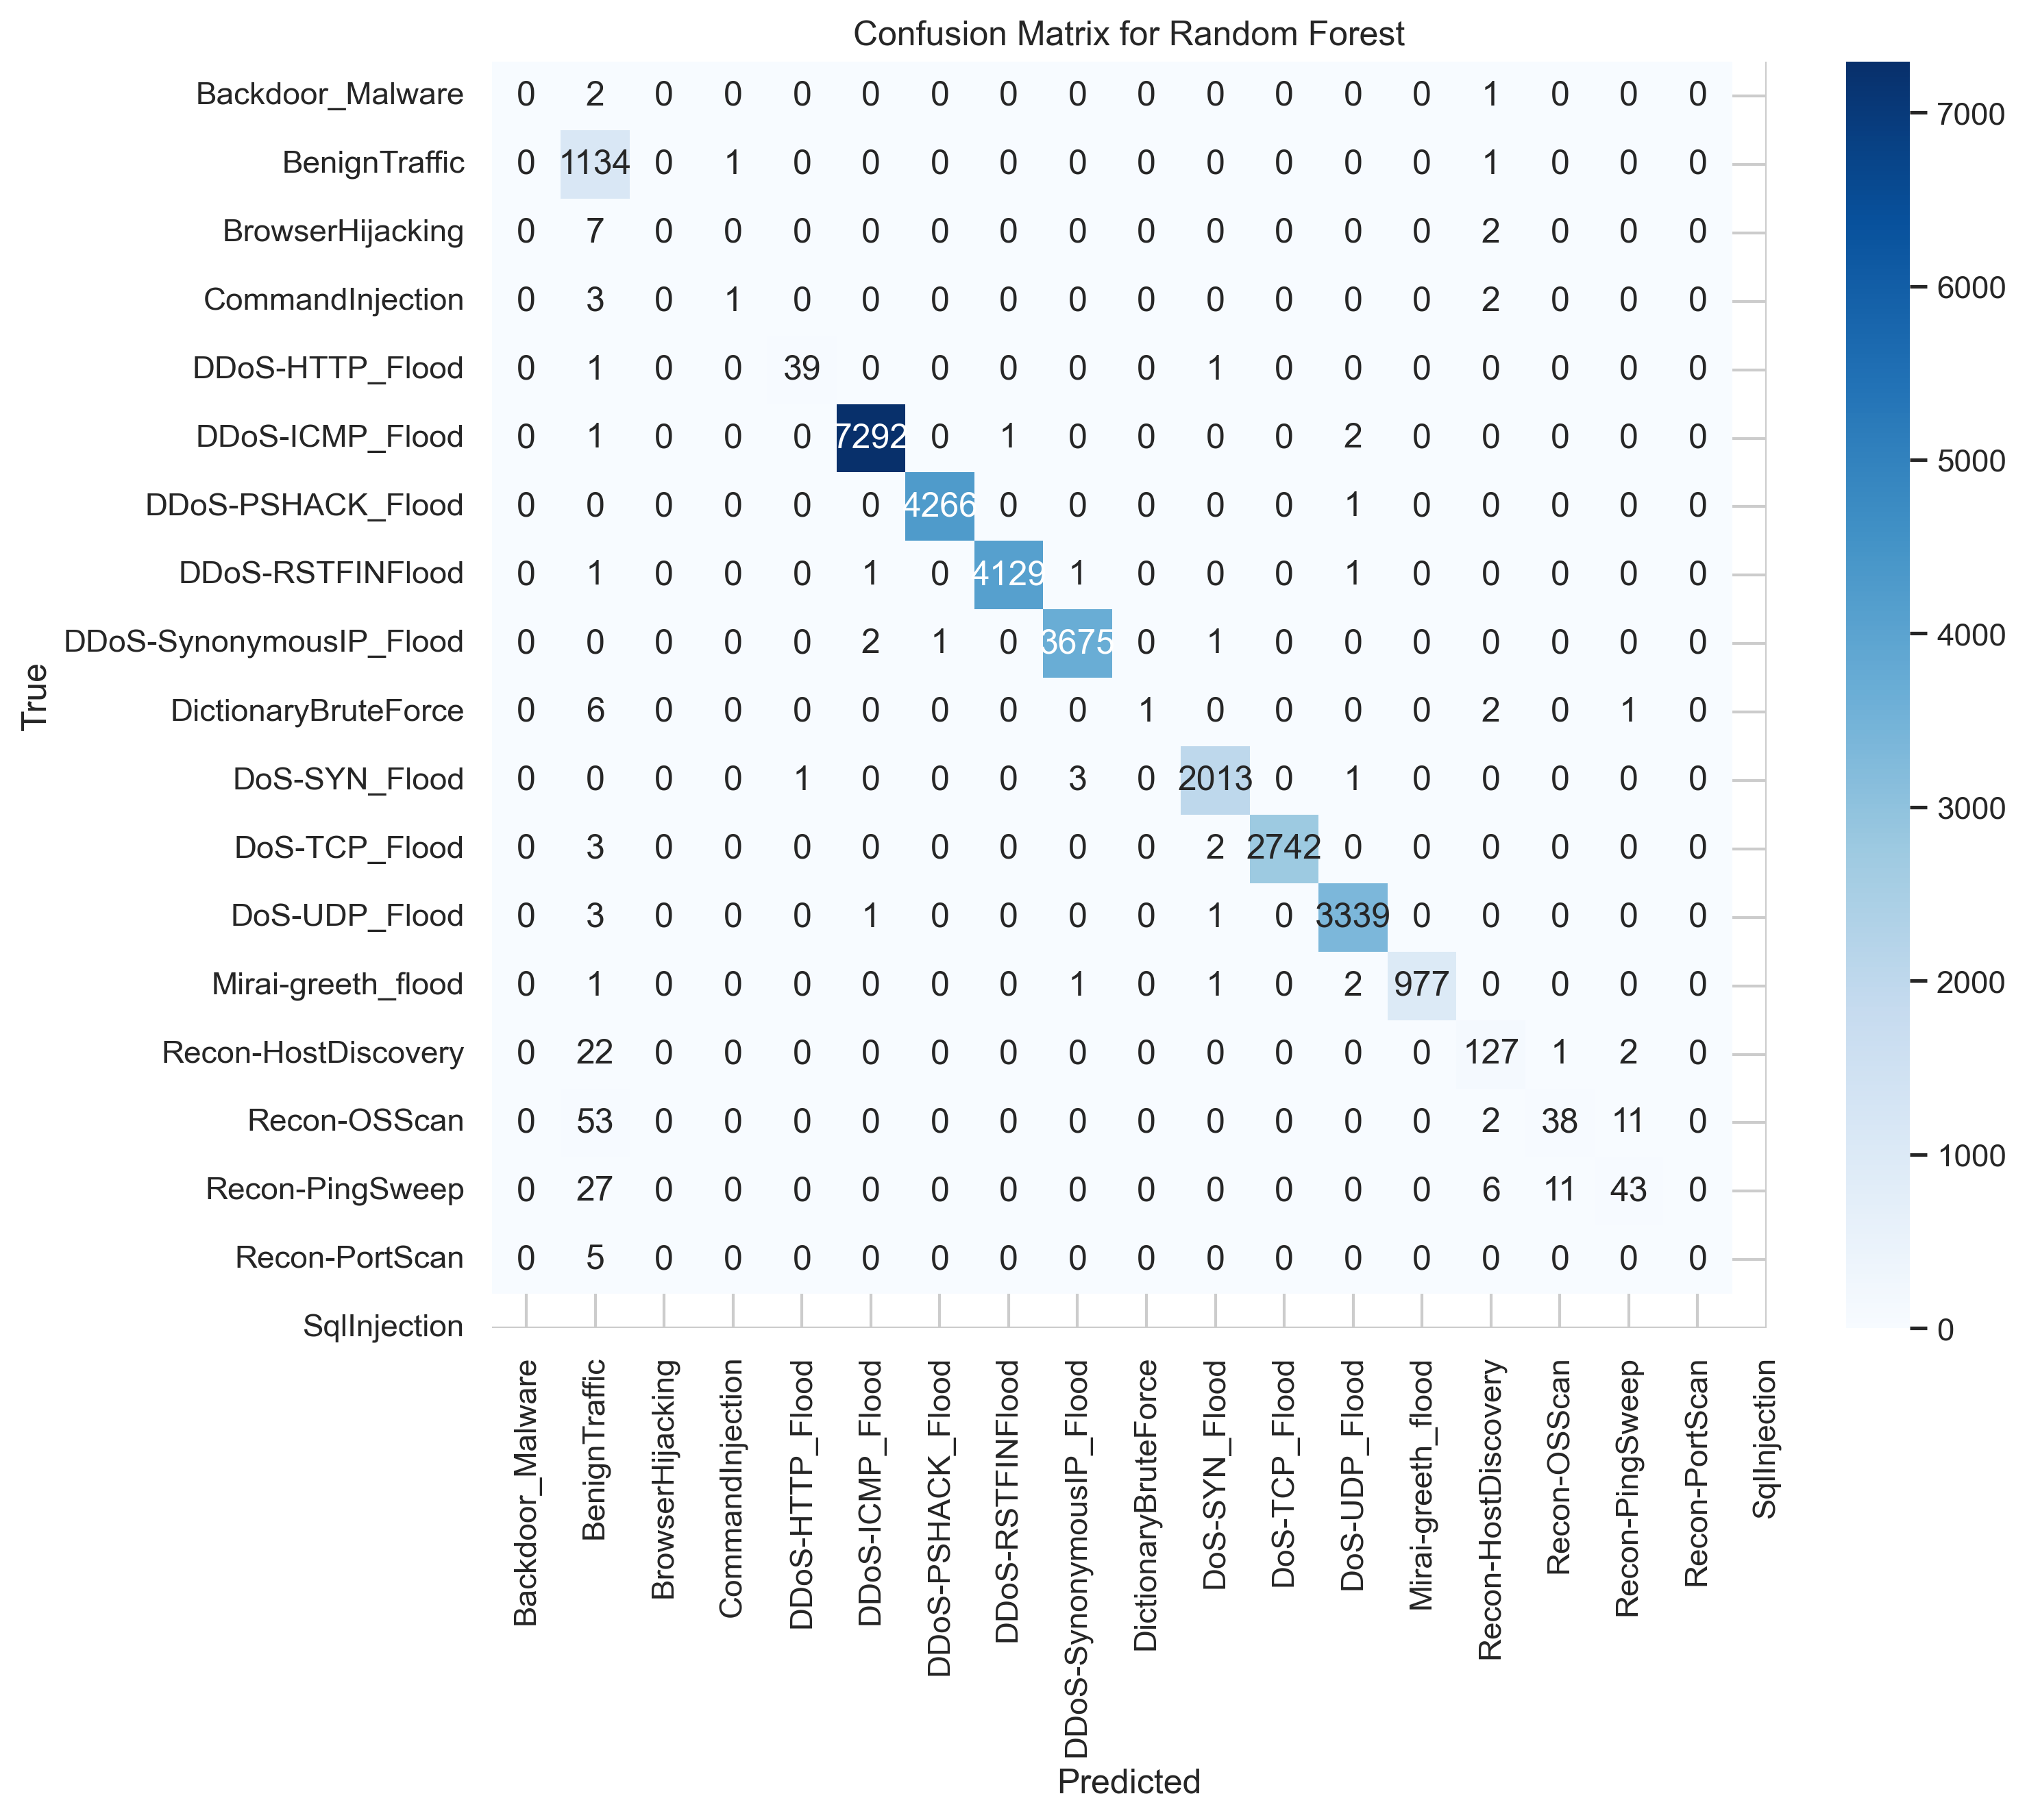 Confusion Matrix for Random Forest
Backdoor_Malware 0 2 0 0 0 0 0 0 0 0 0 0 0 0 1 0 0 0
BenignTraffic 0 1134 0 1 0 0 0 0 0 0 0 0 0 0 1 0 0 0
BrowserHijacking 0 7 0 0 0 0 0 0 0 0 0 0 0 0 2 0 0 0
CommandInjection 0 3 0 1 0 0 0 0 0 0 0 0 0 0 2 0 0 0
DDoS-HTTP_Flood 0 1 0 0 39 0 0 0 0 0 1 0 0 0 0 0 0 0
DDoS-ICMP_Flood 0 1 0 0 0 7292 0 1 0 0 0 0 2 0 0 0 0 0
DDoS-PSHACK_Flood 0 0 0 0 0 0 4266 0 0 0 0 0 1 0 0 0 0 0
DDoS-RSTFINFlood 0 1 0 0 0 1 0 4129 1 0 0 0 1 0 0 0 0 0
DDoS-SynonymousIP_Flood 0 0 0 0 0 2 1 0 3675 0 1 0 0 0 0 0 0 0
DictionaryBruteForce 0 6 0 0 0 0 0 0 0 1 0 0 0 0 2 0 1 0
DoS-SYN_Flood 0 0 0 0 1 0 0 0 3 0 2013 0 1 0 0 0 0 0
DoS-TCP_Flood 0 3 0 0 0 0 0 0 0 0 2 2742 0 0 0 0 0 0
DoS-UDP_Flood 0 3 0 0 0 1 0 0 0 0 1 0 3339 0 0 0 0 0
Mirai-greeth_flood 0 1 0 0 0 0 0 0 1 0 1 0 2 977 0 0 0 0
Recon-HostDiscovery 0 22 0 0 0 0 0 0 0 0 0 0 0 0 127 1 2 0
Recon-OSScan 0 53 0 0 0 0 0 0 0 0 0 0 0 0 2 38 11 0
Recon-PingSweep 0 27 0 0 0 0 0 0 0 0 0 0 0 0 6 11 43 0
Recon-PortScan 0 5 0 0 0 0 0 0 0 0 0 0 0 0 0 0 0 0
SqlInjection
True
Backdoor_Malware
BenignTraffic
BrowserHijacking
CommandInjection
DDoS-HTTP_Flood
DDoS-ICMP_Flood
DDoS-PSHACK_Flood
DDoS-RSTFINFlood
DDoS-SynonymousIP_Flood
DictionaryBruteForce
DoS-SYN_Flood
DoS-TCP_Flood
DoS-UDP_Flood
Mirai-greeth_flood
Recon-HostDiscovery
Recon-OSScan
Recon-PingSweep
Recon-PortScan
SqlInjection
Predicted
7000
6000
5000
4000
3000
2000
1000
0